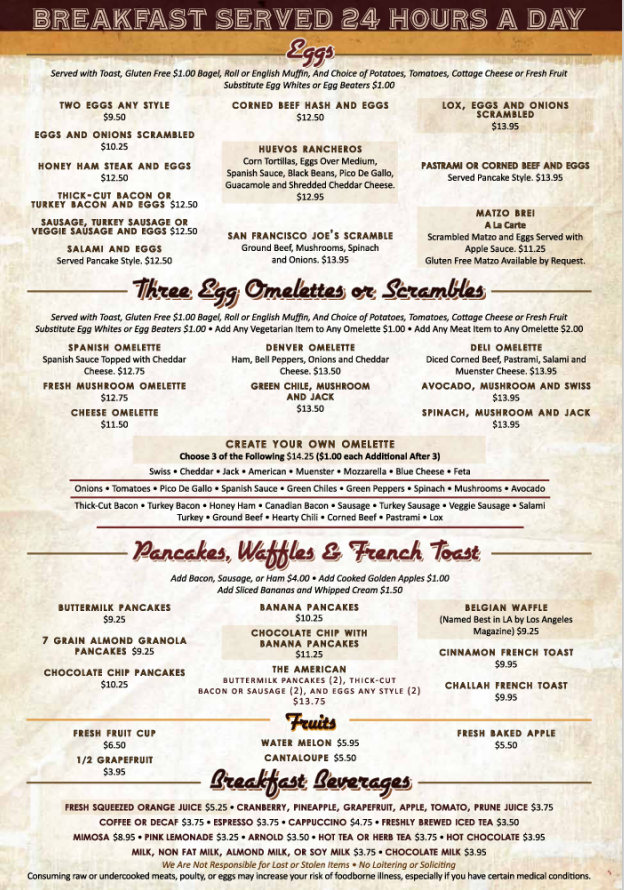 BREAKFAST SERVED 24 HOURS A DAY
Eggs
Served with Toast, Gluten Free $1.00 Bagel, Roll or English Muffin, And Choice of Potatoes, Tomatoes, Cottage Cheese or Fresh Fruit
Substitute Egg Whites or Egg Beaters $1.00
TWO EGGS ANY STYLE
$9.50
EGGS AND ONIONS SCRAMBLED
$10.25
HONEY HAM STEAK AND EGGS
$12.50
THICK-CUT BACON OR
TURKEY BACON AND EGGS $12.50
SAUSAGE, TURKEY SAUSAGE OR
VEGGIE SAUSAGE AND EGGS $12.50
SALAMI AND EGGS
Served Pancake Style. $12.50
CORNED BEEF HASH AND EGGS
$12.50
HUEVOS RANCHEROS
Corn Tortillas, Eggs Over Medium,
Spanish Sauce, Black Beans, Pico De Gallo,
Guacamole and Shredded Cheddar Cheese.
$12.95
SAN FRANCISCO JOE'S SCRAMBLE
Ground Beef, Mushrooms, Spinach
and Onions. $13.95
LOX, EGGS AND ONIONS
SCRAMBLED
$13.95
PASTRAMI OR CORNED BEEF AND EGGS
Served Pancake Style. $13.95
MATZO BREI
A La Carte
Scrambled Matzo and Eggs Served with
Apple Sauce. $11.25
Gluten Free Matzo Available by Request.
Three Egg Omelettes or Scrambles
Served with Toast, Gluten Free $1.00 Bagel, Roll or English Muffin, And Choice of Potatoes, Tomatoes, Cottage Cheese or Fresh Fruit
Substitute Egg Whites or Egg Beaters $1.00 • Add Any Vegetarian Item to Any Omelette $1.00 • Add Any Meat Item to Any Omelette $2.00
SPANISH OMELETTE
Spanish Sauce Topped with Cheddar
Cheese. $12.75
FRESH MUSHROOM OMELETTE
$12.75
CHEESE OMELETTE
$11.50
DENVER OMELETTE
Ham, Bell Peppers, Onions and Cheddar
Cheese. $13.50
GREEN CHILE, MUSHROOM
AND JACK
$13.50
DELI OMELETTE
Diced Corned Beef, Pastrami, Salami and
Muenster Cheese. $13.95
AVOCADO, MUSHROOM AND SWISS
$13.95
SPINACH, MUSHROOM AND JACK
$13.95
CREATE YOUR OWN OMELETTE
Choose 3 of the Following $14.25 ($1.00 each Additional After 3)
Swiss • Cheddar • Jack • American • Muenster • Mozzarella • Blue Cheese • Feta
Onions • Tomatoes • Pico De Gallo • Spanish Sauce • Green Chiles • Green Peppers • Spinach • Mushrooms • Avocado
Thick-Cut Bacon • Turkey Bacon • Honey Ham • Canadian Bacon • Sausage • Turkey Sausage • Veggie Sausage • Salami
Turkey • Ground Beef • Hearty Chili • Corned Beef • Pastrami • Lox
Pancakes, Waffles & French Toast
Add Bacon, Sausage, or Ham $4.00 • Add Cooked Golden Apples $1.00
Add Sliced Bananas and Whipped Cream $1.50
BUTTERMILK PANCAKES
$9.25
7 GRAIN ALMOND GRANOLA
PANCAKES $9.25
CHOCOLATE CHIP PANCAKES
$10.25
BANANA PANCAKES
$10.25
CHOCOLATE CHIP WITH
BANANA PANCAKES
$11.25
THE AMERICAN
BUTTERMILK PANCAKES (2), THICK-CUT
BACON OR SAUSAGE (2), AND EGGS ANY STYLE (2)
$13.75
BELGIAN WAFFLE
(Named Best in LA by Los Angeles
Magazine) $9.25
CINNAMON FRENCH TOAST
$9.95
CHALLAH FRENCH TOAST
$9.95
Fruits
FRESH FRUIT CUP
$6.50
1/2 GRAPEFRUIT
$3.95
WATER MELON $5.95
CANTALOUPE $5.50
FRESH BAKED APPLE
$5.50
Breakfast Beverages
FRESH SQUEEZED ORANGE JUICE $5.25 • CRANBERRY, PINEAPPLE, GRAPEFRUIT, APPLE, TOMATO, PRUNE JUICE $3.75
COFFEE OR DECAF $3.75 • ESPRESSO $3.75 • CAPPUCCINO $4.75 • FRESHLY BREWED ICED TEA $3.50
MIMOSA $8.95 • PINK LEMONADE $3.25 • ARNOLD $3.50 • HOT TEA OR HERB TEA $3.75 • HOT CHOCOLATE $3.95
MILK, NON FAT MILK, ALMOND MILK, OR SOY MILK $3.75 • CHOCOLATE MILK $3.95
We Are Not Responsible for Lost or Stolen Items • No Loitering or Soliciting
Consuming raw or undercooked meats, poulty, or eggs may increase your risk of foodborne illness, especially if you have certain medical conditions.